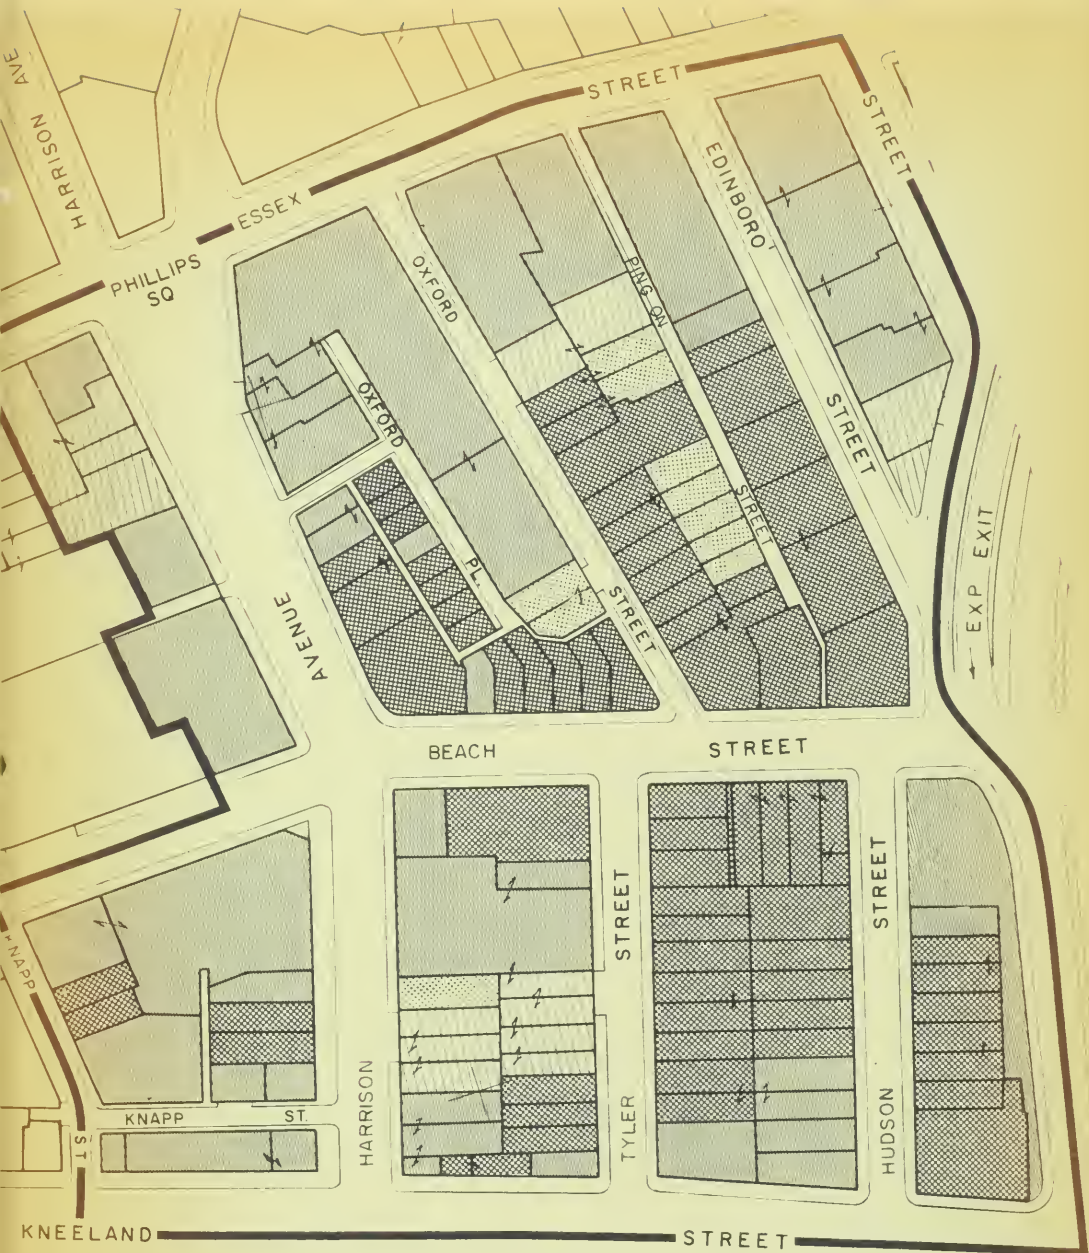 HARRISON AVE
STREET
STREET
ESSEX
PHILLIPS
SQ
EDINBORO'
STREET
OXFORD
STREET
PING ON
STREET
OXFORD
PL.
AVENUE
← EXP EXIT
BEACH
STREET
STREET
STREET
KNAPP
ST
KNAPP
ST.
HARRISON
TYLER
HUDSON
KNEELAND
STREET